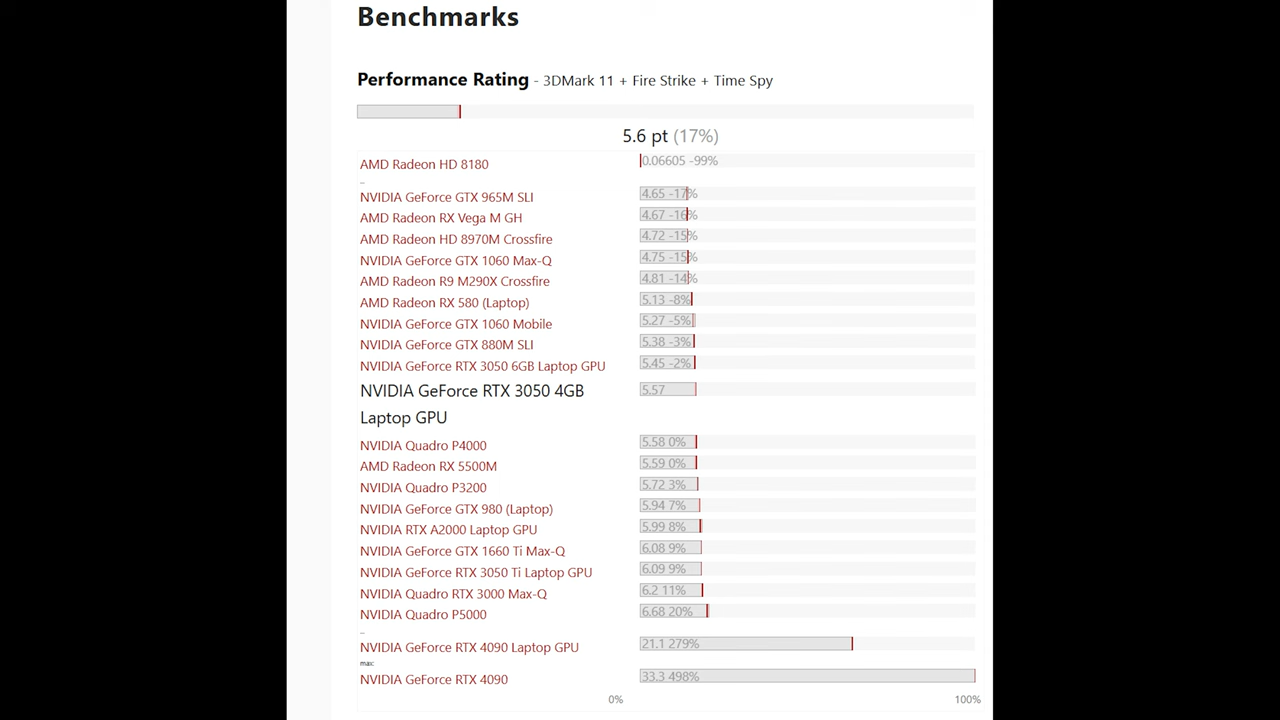 Benchmarks
Performance Rating - 3DMark 11 + Fire Strike + Time Spy
5.6 pt (17%)
AMD Radeon HD 8180 0.06605 -99%
...
NVIDIA GeForce GTX 965M SLI 4.65 -17%
AMD Radeon RX Vega M GH 4.67 -16%
AMD Radeon HD 8970M Crossfire 4.72 -15%
NVIDIA GeForce GTX 1060 Max-Q 4.75 -15%
AMD Radeon R9 M290X Crossfire 4.81 -14%
AMD Radeon RX 580 (Laptop) 5.13 -8%
NVIDIA GeForce GTX 1060 Mobile 5.27 -5%
NVIDIA GeForce GTX 880M SLI 5.38 -3%
NVIDIA GeForce RTX 3050 6GB Laptop GPU 5.45 -2%
NVIDIA GeForce RTX 3050 4GB 5.57
Laptop GPU
NVIDIA Quadro P4000 5.58 0%
AMD Radeon RX 5500M 5.59 0%
NVIDIA Quadro P3200 5.72 3%
NVIDIA GeForce GTX 980 (Laptop) 5.94 7%
NVIDIA RTX A2000 Laptop GPU 5.99 8%
NVIDIA GeForce GTX 1660 Ti Max-Q 6.08 9%
NVIDIA GeForce RTX 3050 Ti Laptop GPU 6.09 9%
NVIDIA Quadro RTX 3000 Max-Q 6.2 11%
NVIDIA Quadro P5000 6.68 20%
...
NVIDIA GeForce RTX 4090 Laptop GPU 21.1 279%
max:
NVIDIA GeForce RTX 4090 33.3 498%
0% 100%